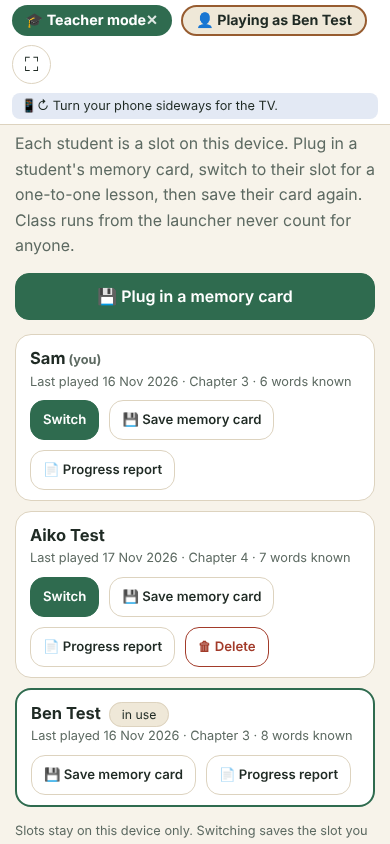 🎓 Teacher mode✕
👤 Playing as Ben Test
📱↻ Turn your phone sideways for the TV.
Each student is a slot on this device. Plug in a
student's memory card, switch to their slot for a
one-to-one lesson, then save their card again.
Class runs from the launcher never count for
anyone.
💾 Plug in a memory card
Sam (you)
Last played 16 Nov 2026 · Chapter 3 · 6 words known
Switch
💾 Save memory card
📄 Progress report
Aiko Test
Last played 17 Nov 2026 · Chapter 4 · 7 words known
Switch
💾 Save memory card
📄 Progress report
🗑 Delete
Ben Test in use
Last played 16 Nov 2026 · Chapter 3 · 8 words known
💾 Save memory card
📄 Progress report
Slots stay on this device only. Switching saves the slot you